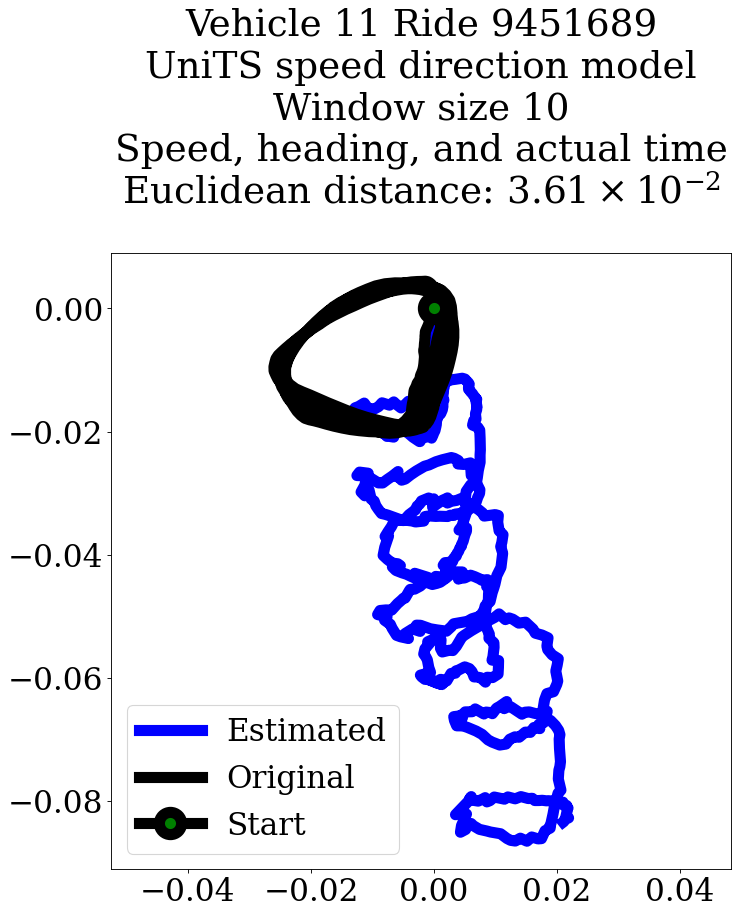 Vehicle 11 Ride 9451689
UniTS speed direction model
Window size 10
Speed, heading, and actual time
Euclidean distance: 3.61 × 10⁻²
0.00
−0.02
−0.04
−0.06
−0.08
Estimated
Original
Start
−0.04 −0.02 0.00 0.02 0.04